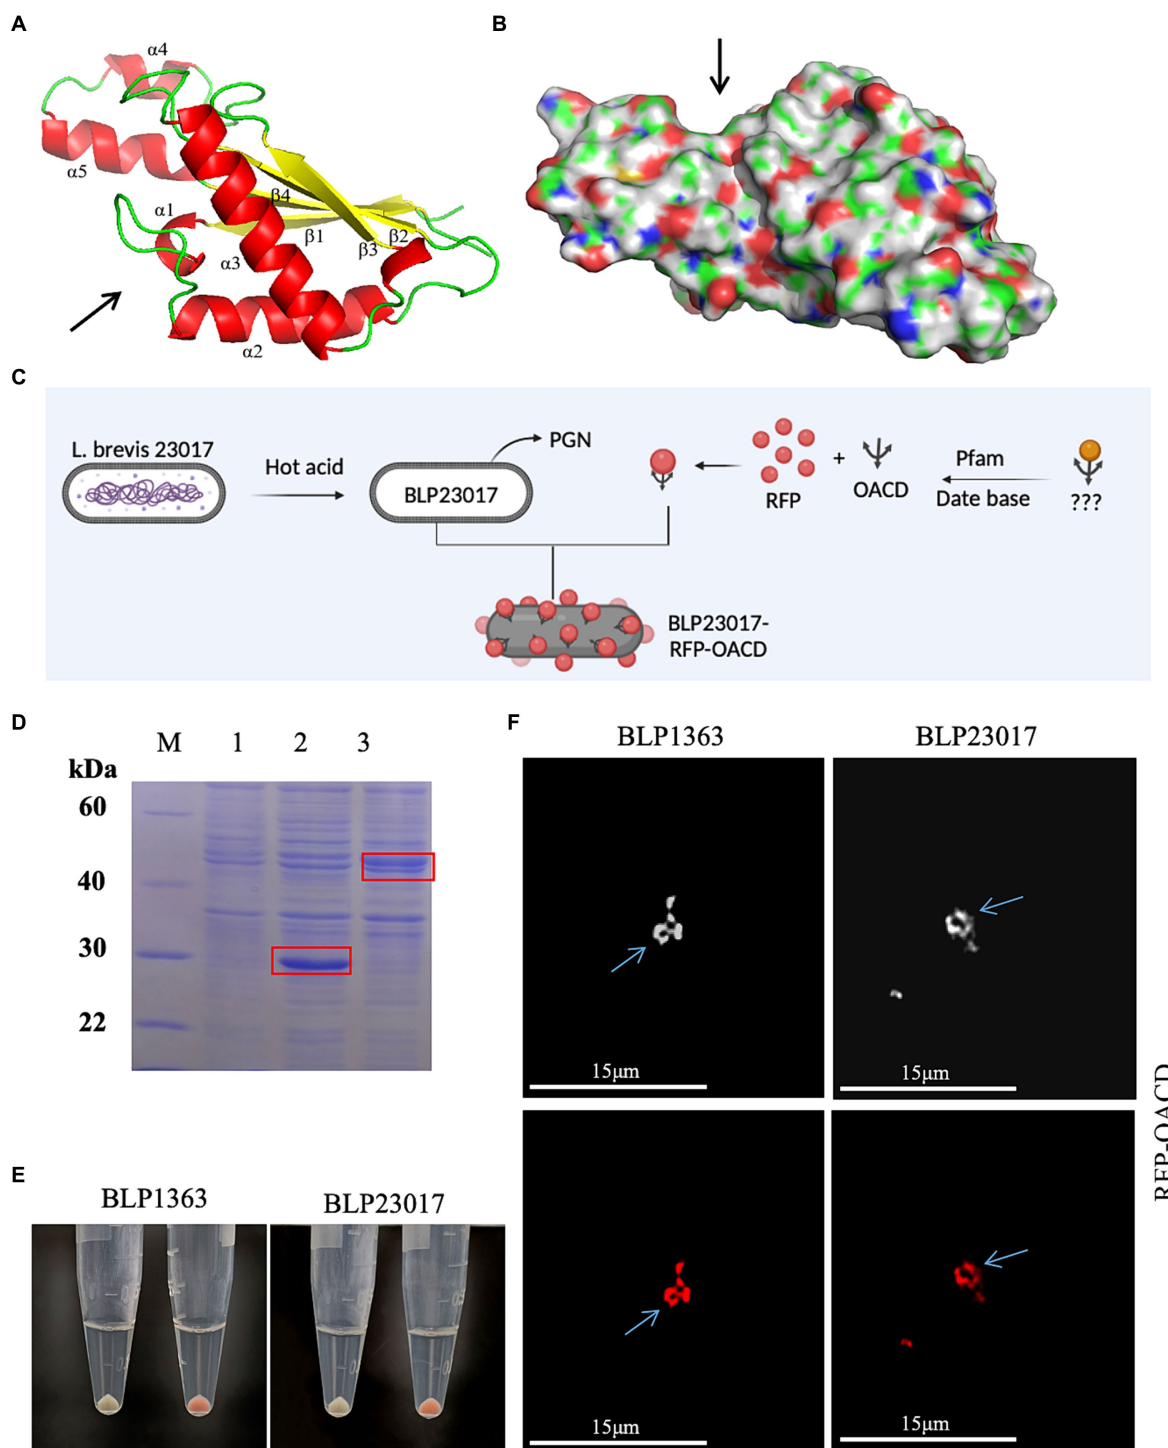 A
B
α4
α5
α1
β4
β1
β2
β3
α3
α2
C
L. brevis 23017
Hot acid
BLP23017
PGN
RFP
+
OACD
Pfam
Date base
???
BLP23017-
RFP-OACD
D
M 1 2 3
kDa
60
40
30
22
E
BLP1363
BLP23017
F
BLP1363
BLP23017
15μm
15μm
15μm
15μm
RFP-OACD